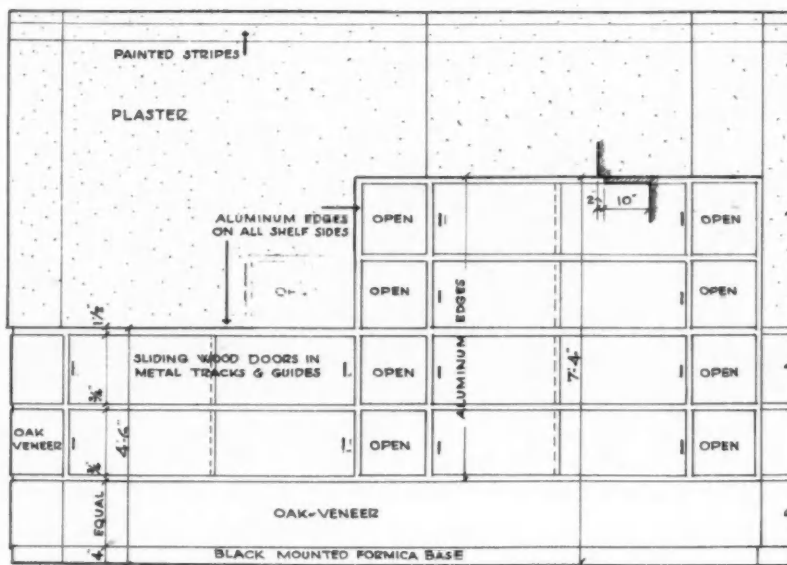 PAINTED STRIPES
PLASTER
ALUMINUM EDGES
ON ALL SHELF SIDES
OPEN
2"
10"
OPEN
OPEN
OPEN
1½"
SLIDING WOOD DOORS IN
METAL TRACKS & GUIDES
OPEN
ALUMINUM EDGES
7'-4"
OPEN
¾"
4'-6"
OAK
VENEER
OPEN
OPEN
¾"
EQUAL
OAK-VENEER
4"
BLACK MOUNTED FORMICA BASE